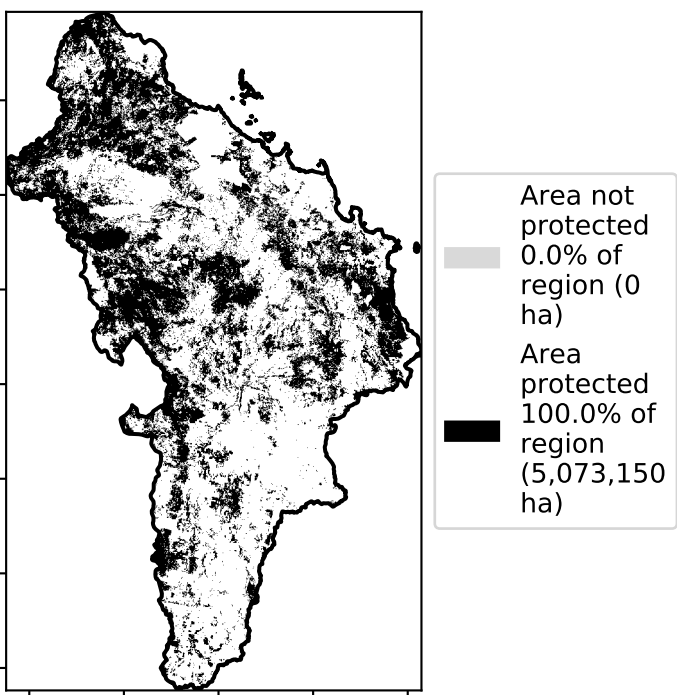 Area not
protected
0.0% of
region (0
ha)
Area
protected
100.0% of
region
(5,073,150
ha)